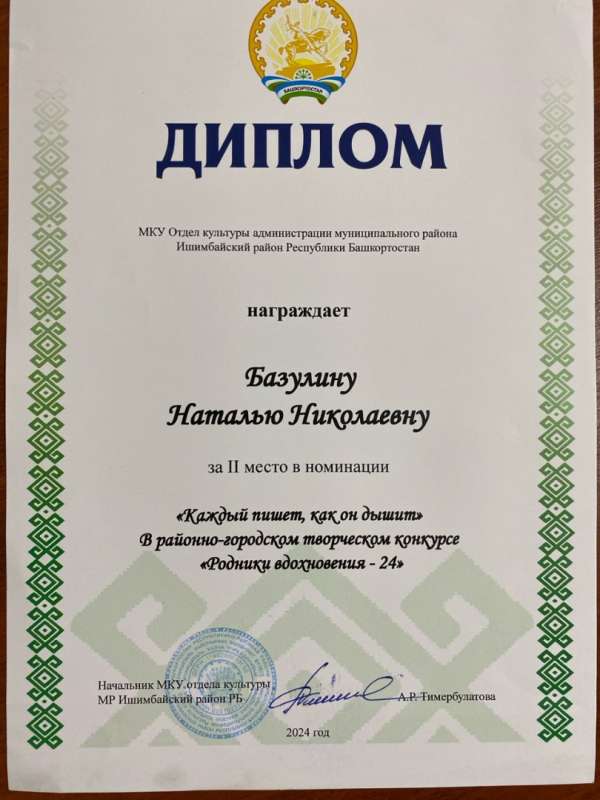 БАШКОРТОСТАН
ДИПЛОМ
МКУ Отдел культуры администрации муниципального района
Ишимбайский район Республики Башкортостан
награждает
Базулину
Наталью Николаевну
за II место в номинации
«Каждый пишет, как он дышит»
В районно-городском творческом конкурсе
«Родники вдохновения - 24»
Начальник МКУ отдела культуры
МР Ишимбайский район РБ
А.Р. Тимербулатова
2024 год